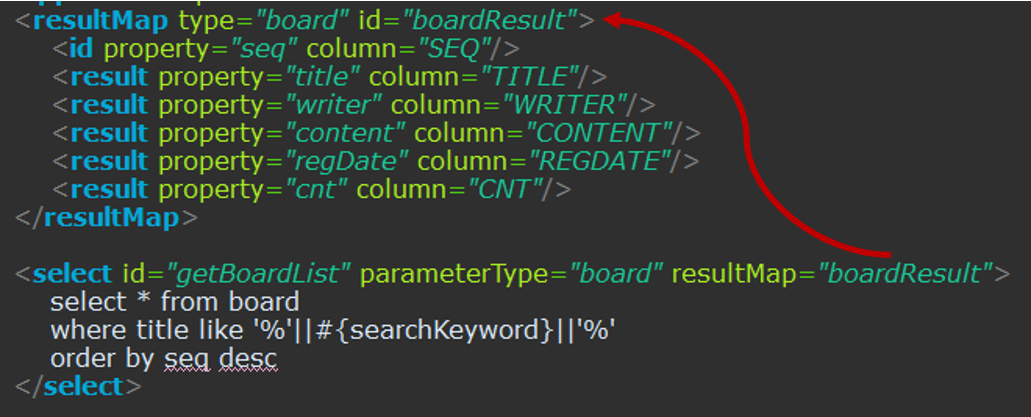 <resultMap type="board" id="boardResult">
<id property="seq" column="SEQ"/>
<result property="title" column="TITLE"/>
<result property="writer" column="WRITER"/>
<result property="content" column="CONTENT"/>
<result property="regDate" column="REGDATE"/>
<result property="cnt" column="CNT"/>
</resultMap>
<select id="getBoardList" parameterType="board" resultMap="boardResult">
select * from board
where title like '%'||#{searchKeyword}||'%'
order by seq desc
</select>